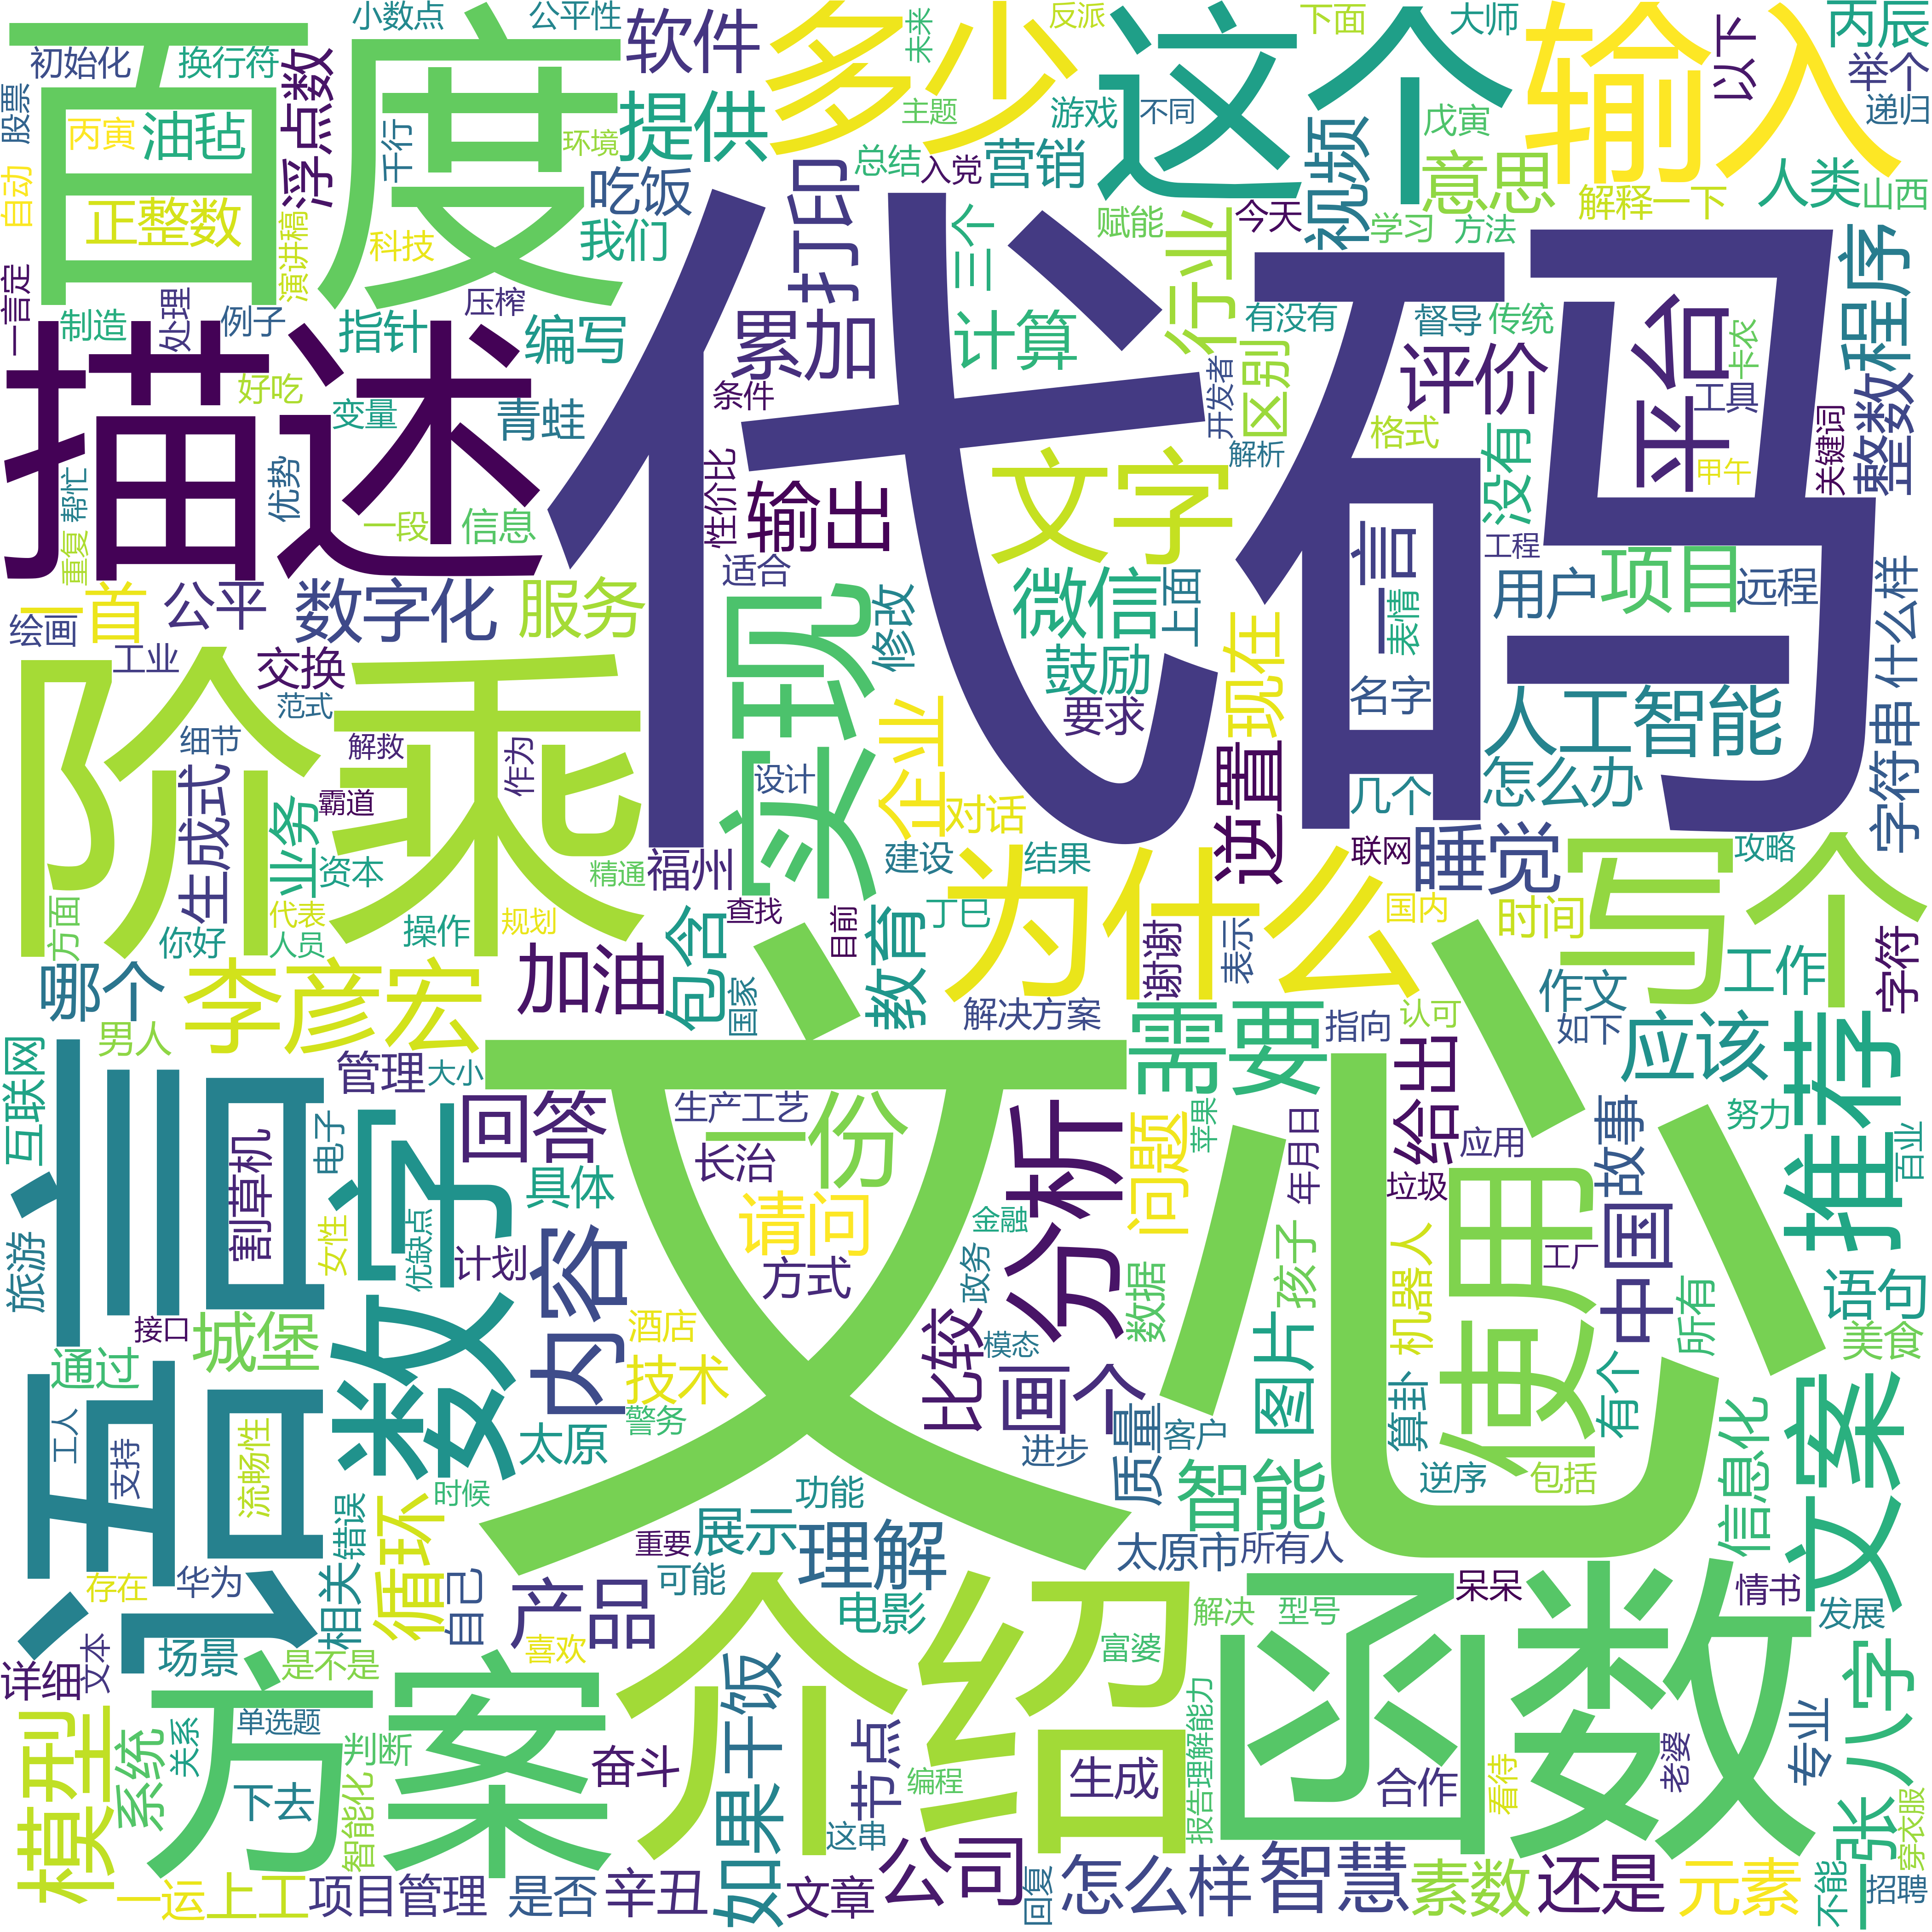 小数点
公平性
软件
多少
未来
反派
这个
下面
大师
输入
以下
丙辰
百度
初始化
换行符
浮点数
提供
主题
游戏
不同
视频
戊寅
举个
递归
股票
丙寅
油毡
千行
环境
打印
总结
入党
营销
意思
人类
山西
自动
正整数
演讲稿
科技
吃饭
我们
三个
赋能
今天
行业
学习
方法
解释一下
程序
一言定
制造
处理
例子
压榨
指针
编写
累加
代码
计算
有没有
督导
传统
平台
卡农
整数
描述
好吃
变量
青蛙
条件
开发者
区别
评价
工具
优势
性价比
输出
文字
解析
格式
没有
甲午
关键词
帮忙
一段
信息
重复
适合
微信
上面
一言
工程
用户
项目
远程
什么样
绘画
一首
公平
数字化
服务
实现
修改
鼓励
现在
表情
工业
交换
企业
要求
名字
人工智能
字符串
阶乘
范式
细节
解救
作为
设计
对话
逆置
几个
怎么办
生成式
霸道
业务
资本
精通
福州
建设
结果
为什么
联网
睡觉
写个
攻略
方面
代表
你好
人员
操作
规划
查找
目前
丁巳
国内
时间
哪个
李彦宏
加油
包含
教育
谢谢
表示
文心
作文
工作
字符
男人
国家
解决方案
需要
指向
认可
如下
应该
推荐
互联网
语言
管理
大小
回答
生产工艺
一份
分析
问题
苹果
年月日
给出
应用
故事
努力
百业
割草机
电子
数字
长治
具体
请问
垃圾
使用
中国
旅游
女性
优缺点
计划
内容
方式
金融
政务
数据
孩子
机器人
工厂
所有
语句
接口
城堡
酒店
比较
模态
画个
图片
美食
通过
技术
警务
太原
进步
质量
客户
算卦
有个
信息化
文案
工人
支持
流畅性
时候
功能
智能
逆序
包括
写一
错误
循环
重要
展示
理解
太原市
所有人
存在
华为
相关
自己
产品
可能
电影
介绍
解决
型号
函数
呆呆
情书
发展
详细
文本
场景
是不是
方案
喜欢
如果
干饭
富婆
八字
模型
系统
关系
单选题
判断
奋斗
节点
编程
生成
报告理解能力
合作
看待
老婆
专业
一张
穿衣服
下去
智能化
这串
一运
上工
项目管理
是否
辛丑
文章
公司
回复
怎么样
智慧
素数
还是
元素
不能
招聘